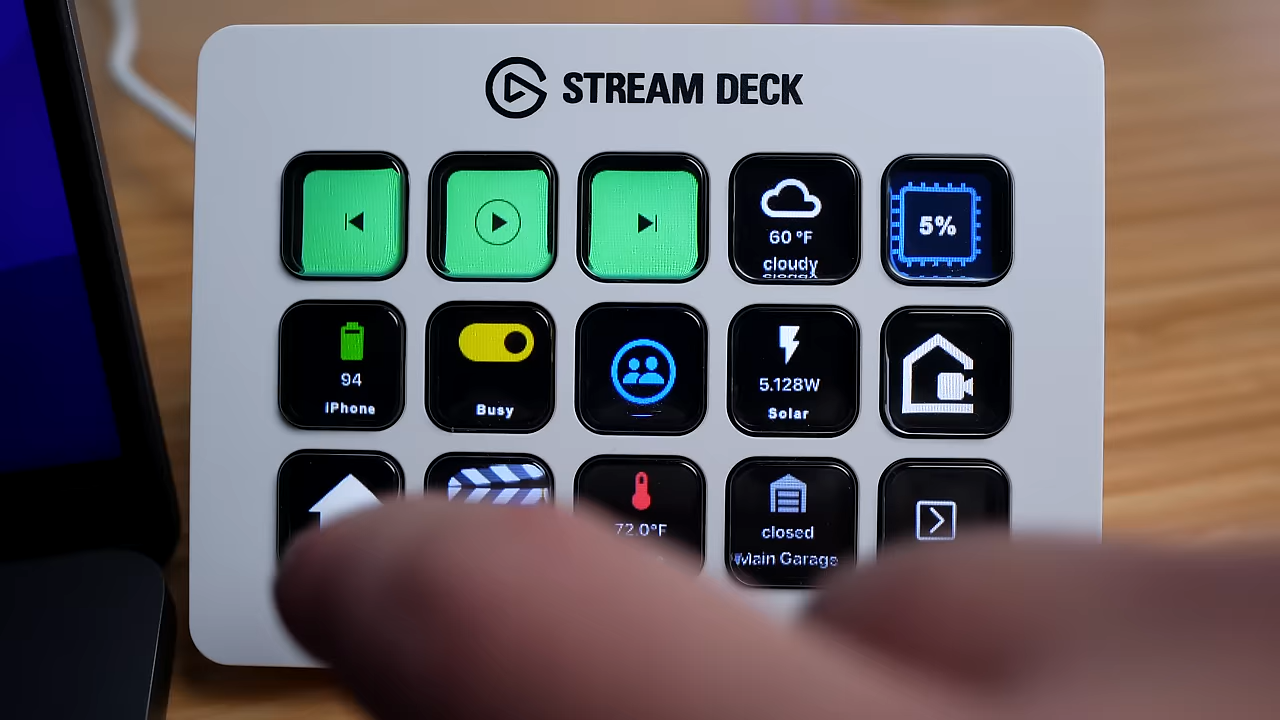 STREAM DECK
60 °F
cloudy
5%
94
iPhone
Busy
5.128W
Solar
72.0°F
closed
Main Garage